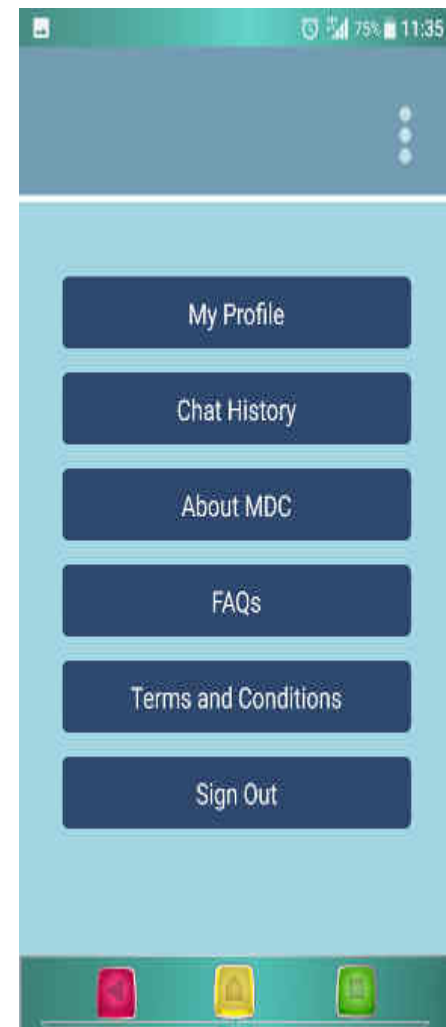 75% 11:35
My Profile
Chat History
About MDC
FAQs
Terms and Conditions
Sign Out